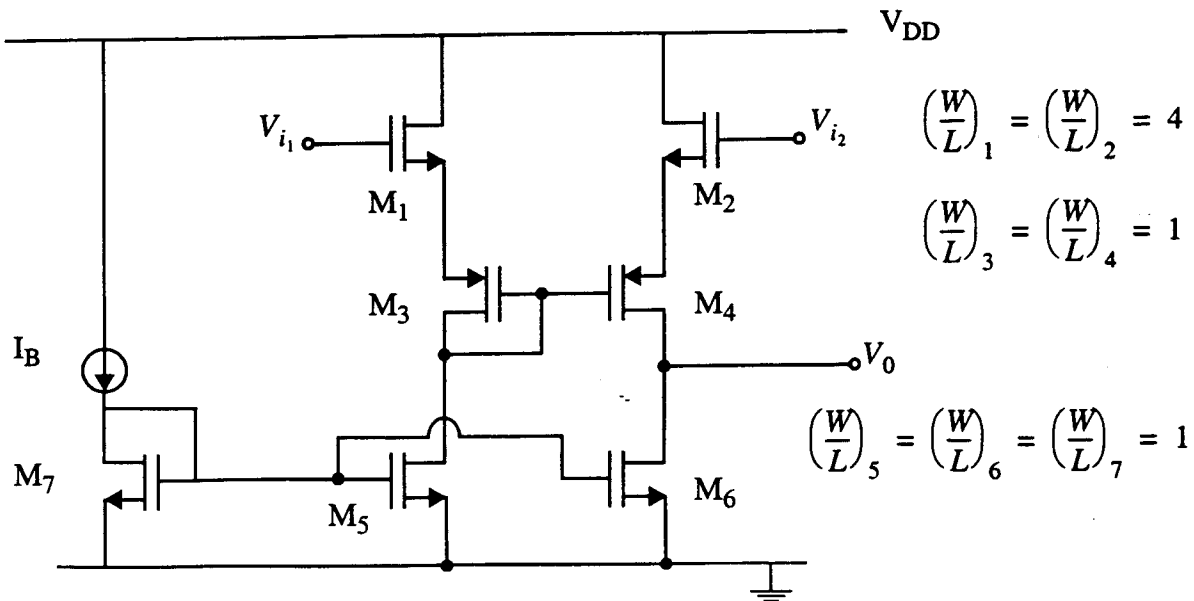 V_DD
V_i1
V_i2
(W/L)_1 = (W/L)_2 = 4
M_1
M_2
(W/L)_3 = (W/L)_4 = 1
M_3
M_4
I_B
V_0
(W/L)_5 = (W/L)_6 = (W/L)_7 = 1
M_7
M_5
M_6